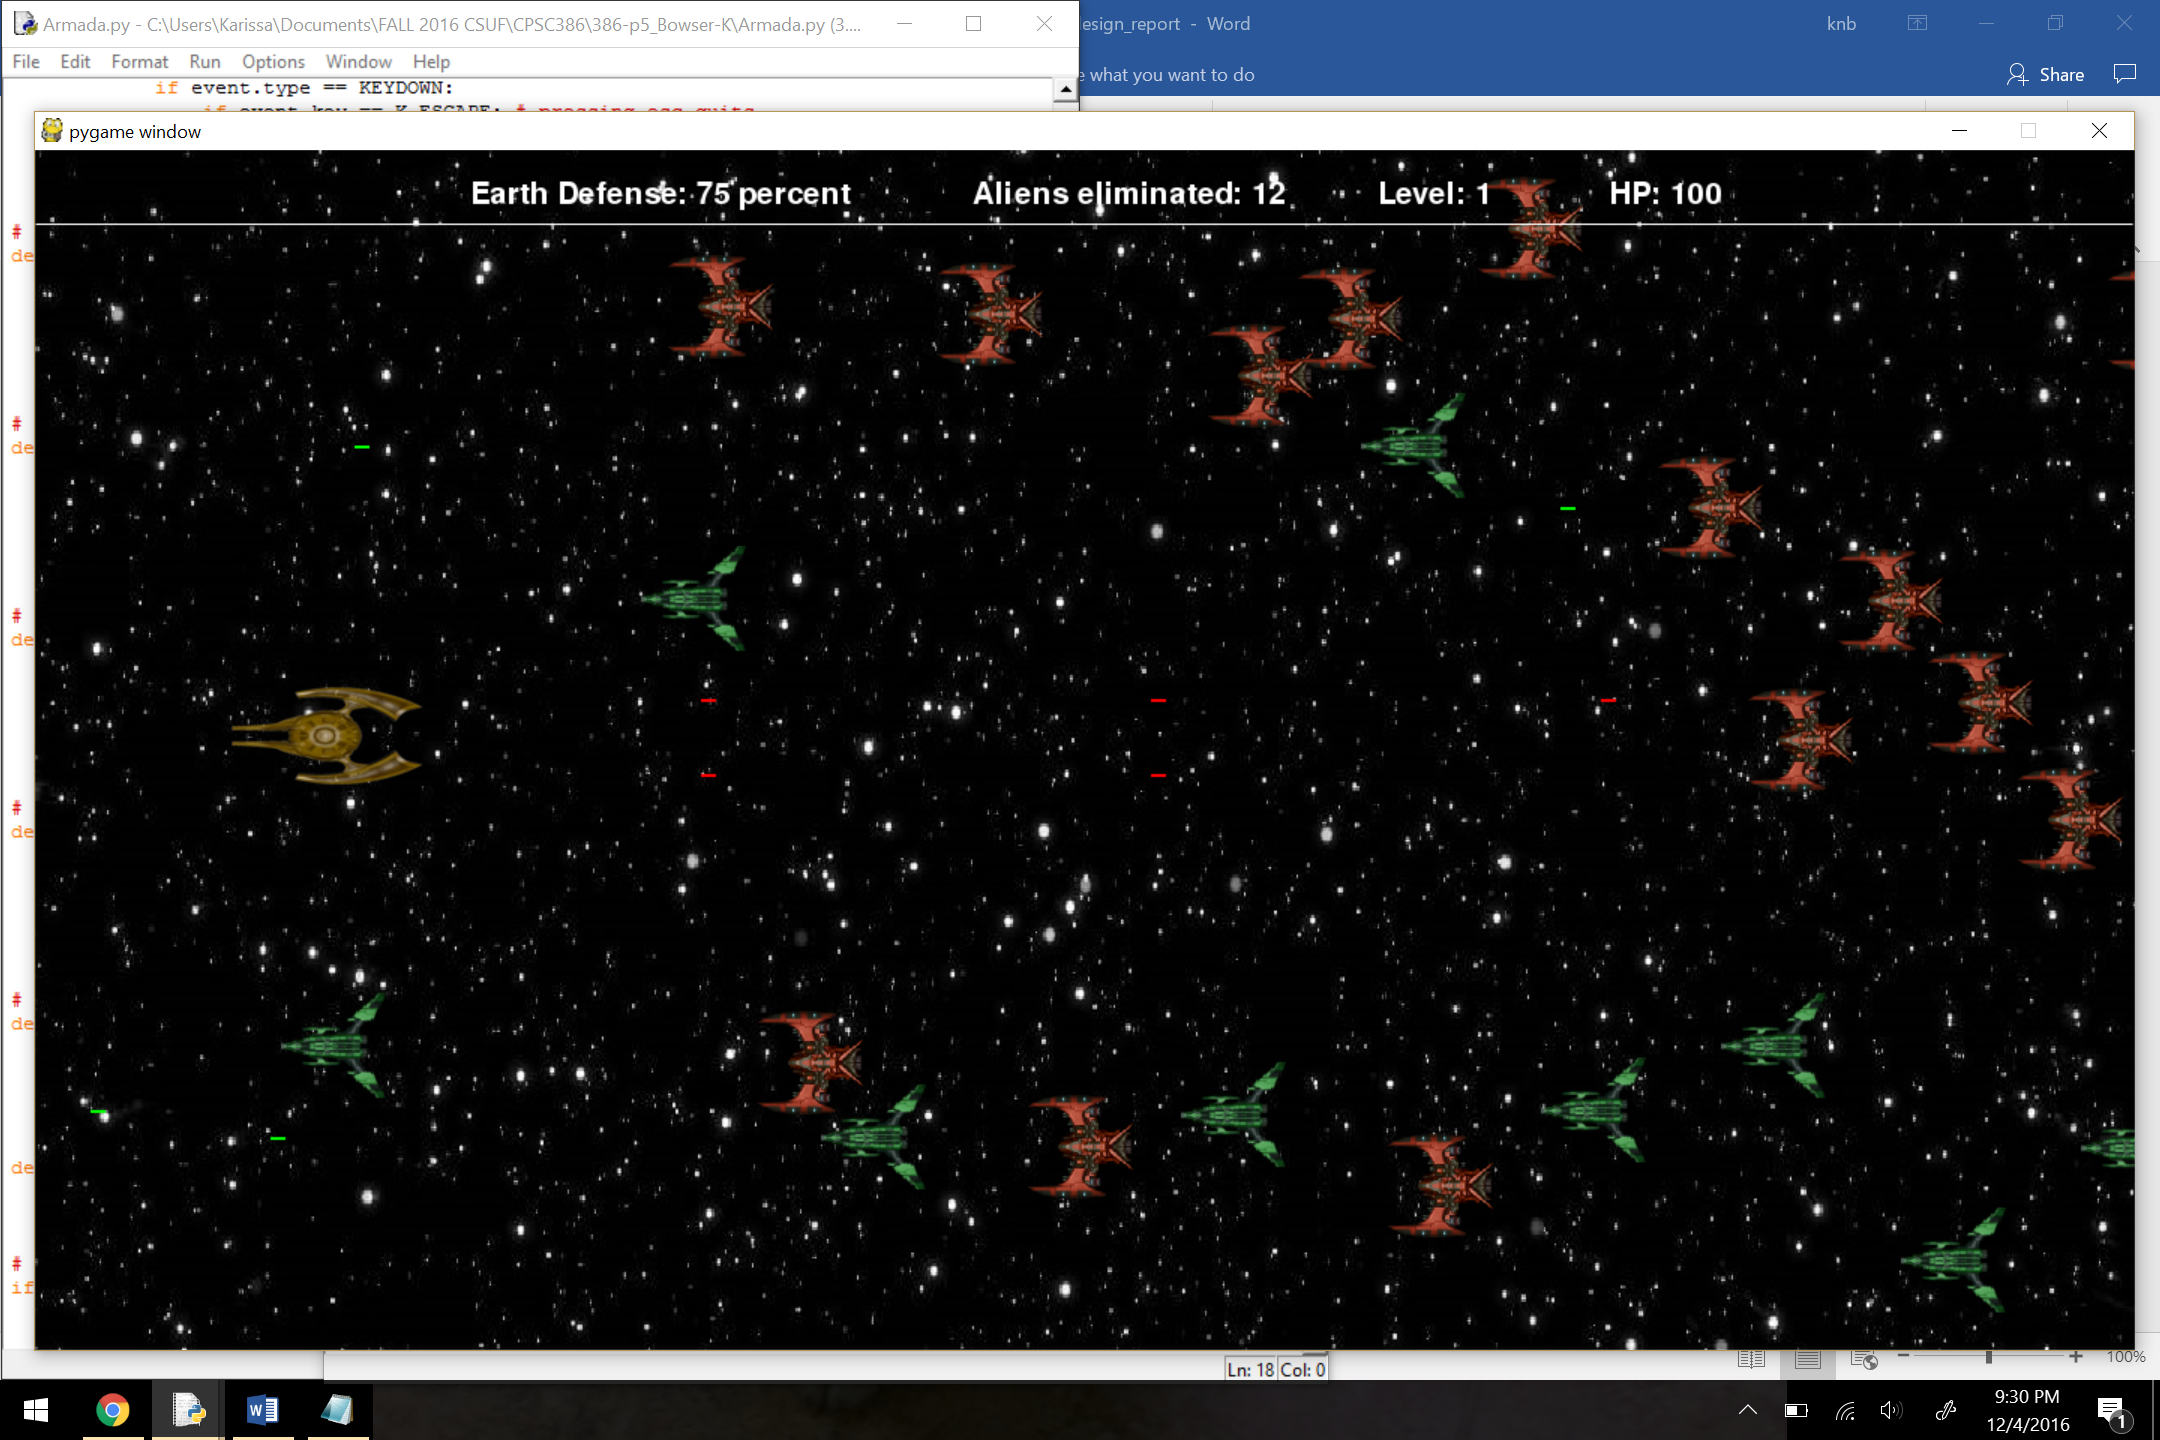 Armada.py - C:\Users\Karissa\Documents\FALL 2016 CSUF\CPSC386\386-p5_Bowser-K\Armada.py (3....
esign_report - Word
knb
File Edit Format Run Options Window Help
e what you want to do
Share
if event.type == KEYDOWN:
pygame window
Earth Defense: 75 percent
Aliens eliminated: 12
Level: 1
HP: 100
#
de
#
de
#
de
#
de
#
de
de
#
if
Ln: 18 Col: 0
100%
9:30 PM
12/4/2016
1